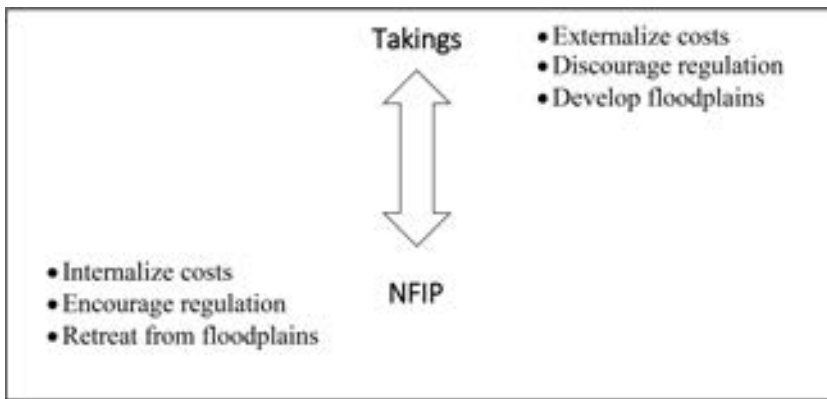 Takings
• Externalize costs
• Discourage regulation
• Develop floodplains
• Internalize costs
• Encourage regulation
• Retreat from floodplains
NFIP